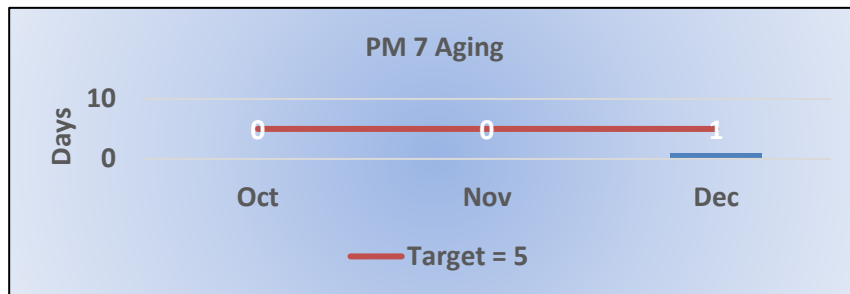 PM 7 Aging
Days
10
0 0 1
0
Oct Nov Dec
Target = 5